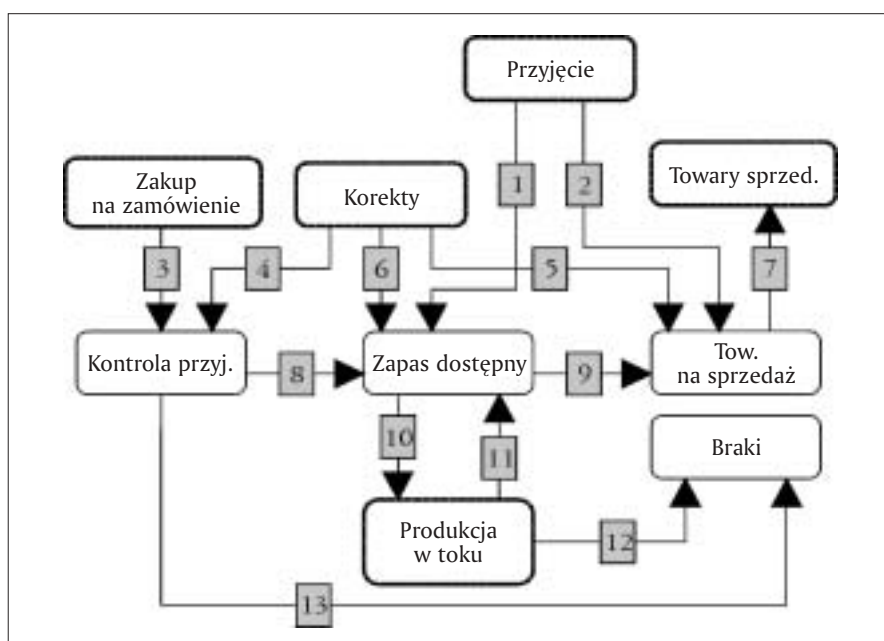 Przyjęcie
Zakup
na zamówienie
Korekty
1
2
Towary sprzed.
3
4
6
5
7
Kontrola przyj.
8
Zapas dostępny
9
Tow.
na sprzedaż
10
11
Braki
Produkcja
w toku
12
13